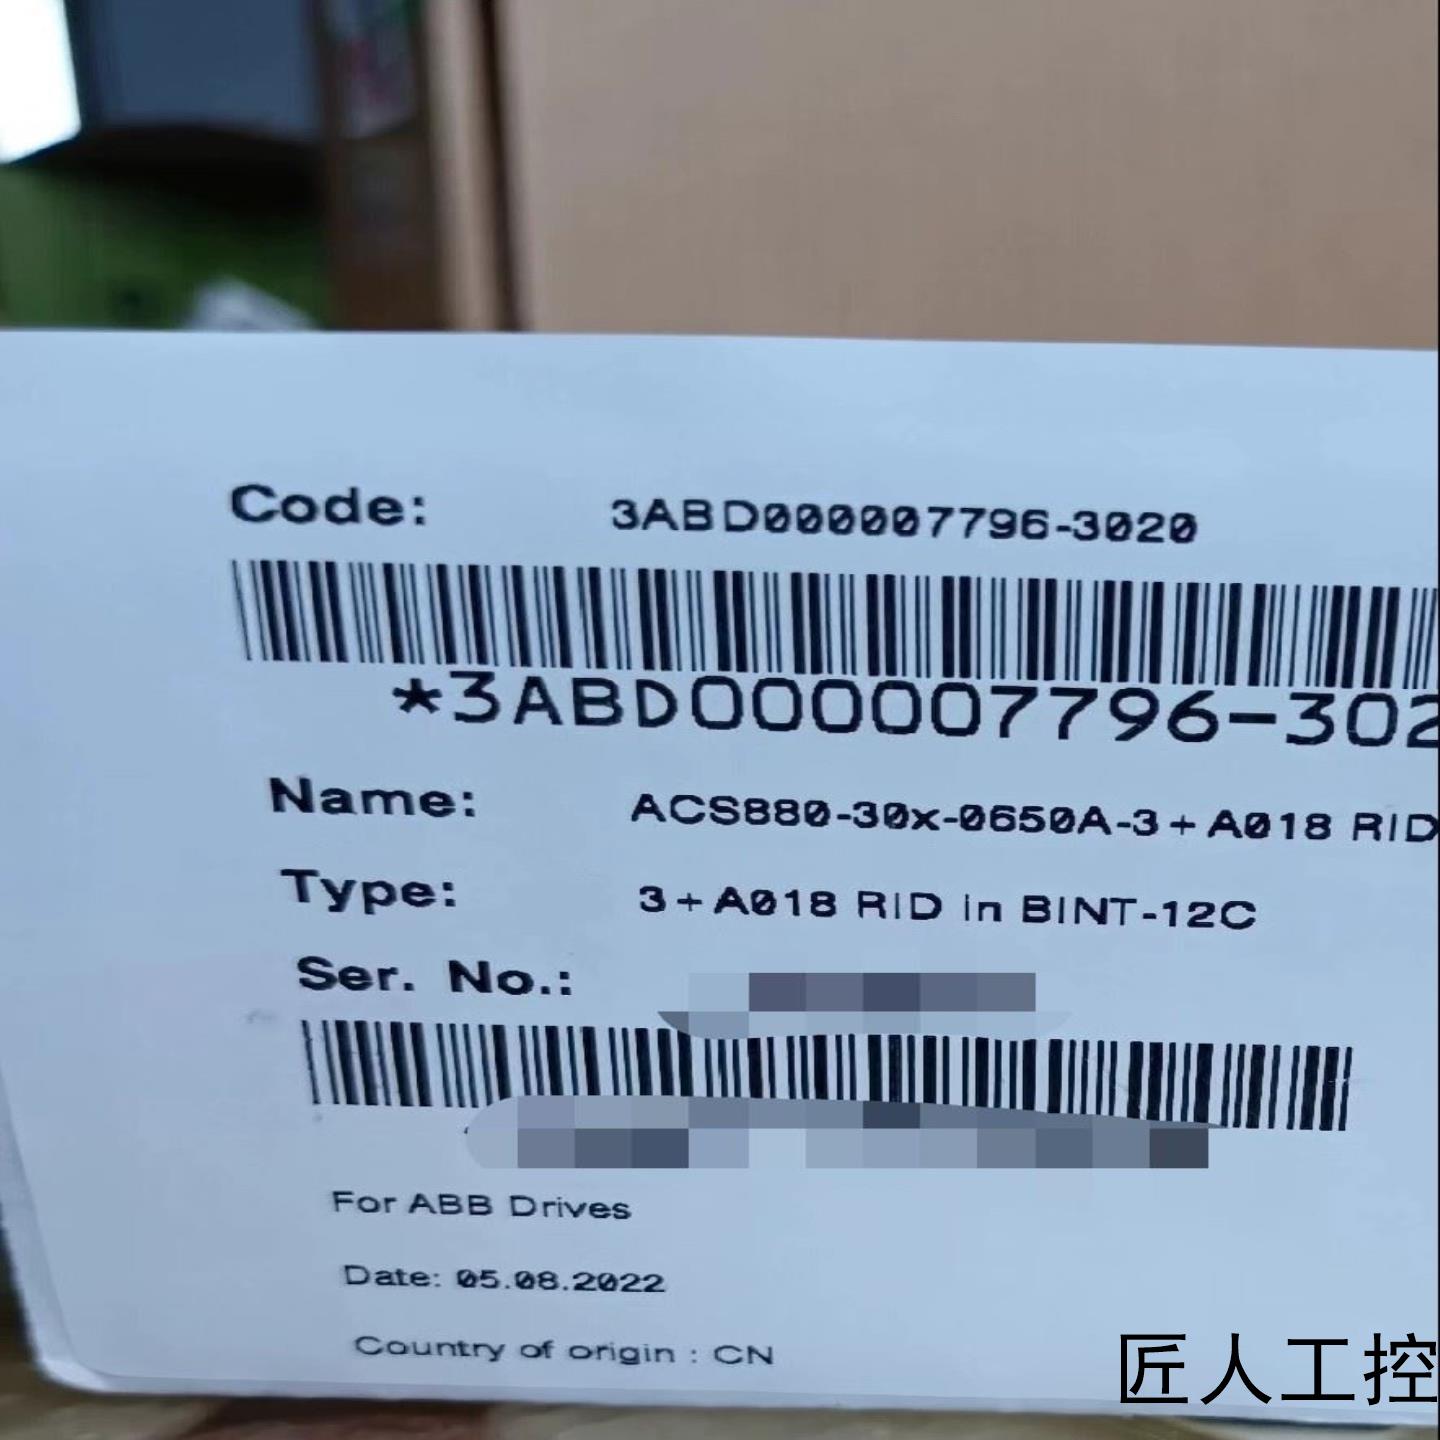 Code: 3ABD000007796-3020
*3ABD000007796-302
Name: ACS880-30x-0650A-3+A018 RID
Type: 3+A018 RID in BINT-12C
Ser. No.:
For ABB Drives
Date: 05.08.2022
Country of origin : CN
匠人工控